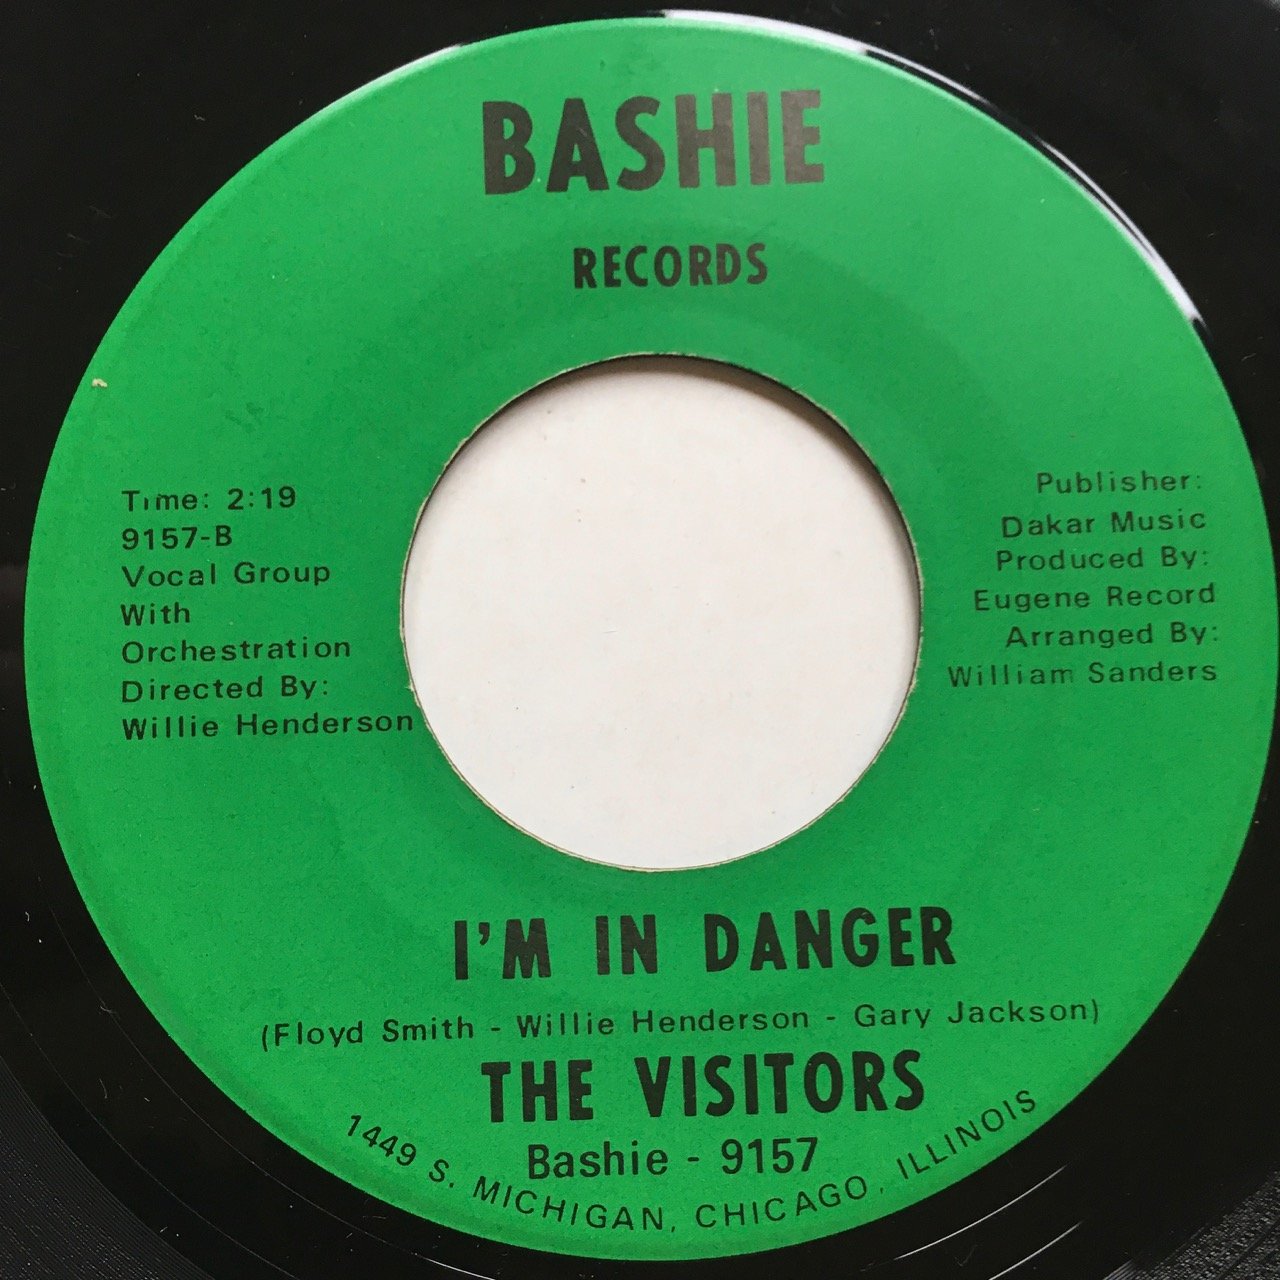 BASHIE
RECORDS
Time: 2:19
9157-B
Vocal Group
With
Orchestration
Directed By:
Willie Henderson
Publisher:
Dakar Music
Produced By:
Eugene Record
Arranged By:
William Sanders
I'M IN DANGER
(Floyd Smith - Willie Henderson - Gary Jackson)
THE VISITORS
Bashie - 9157
1449 S. MICHIGAN, CHICAGO, ILLINOIS